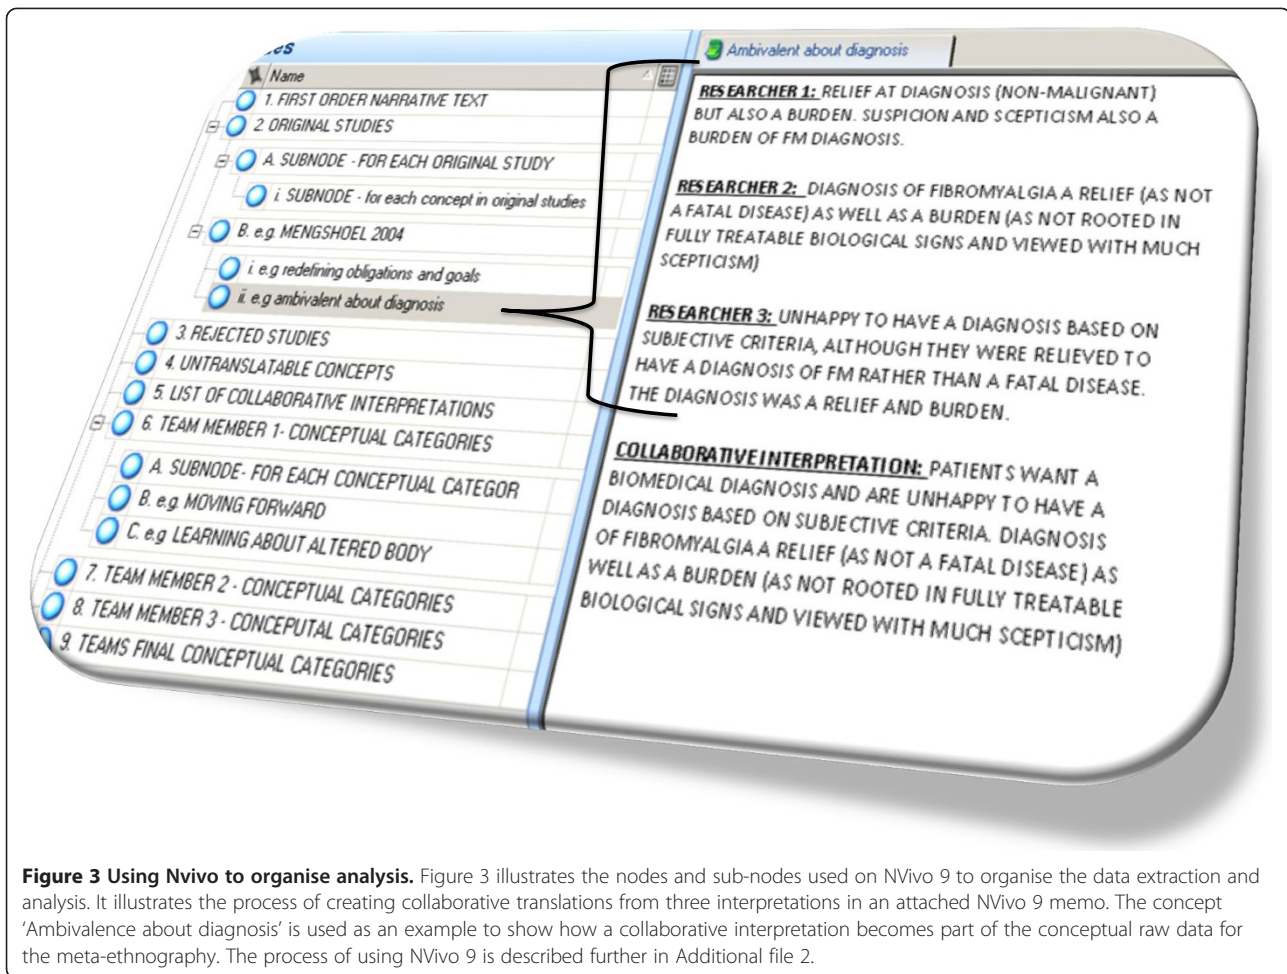 Name
1. FIRST ORDER NARRATIVE TEXT
2. ORIGINAL STUDIES
A. SUBNODE - FOR EACH ORIGINAL STUDY
i. SUBNODE - for each concept in original studies
B. e.g. MENGSHOEL 2004
i. e.g redefining obligations and goals
ii. e.g ambivalent about diagnosis
3. REJECTED STUDIES
4. UNTRANSLATABLE CONCEPTS
5. LIST OF COLLABORATIVE INTERPRETATIONS
6. TEAM MEMBER 1- CONCEPTUAL CATEGORIES
A. SUBNODE- FOR EACH CONCEPTUAL CATEGOR
B. e.g. MOVING FORWARD
C. e.g LEARNING ABOUT ALTERED BODY
7. TEAM MEMBER 2 - CONCEPTUAL CATEGORIES
8. TEAM MEMBER 3 - CONCEPUTAL CATEGORIES
9. TEAMS FINAL CONCEPTUAL CATEGORIES
Ambivalent about diagnosis
RESEARCHER 1: RELIEF AT DIAGNOSIS (NON-MALIGNANT)
BUT ALSO A BURDEN. SUSPICION AND SCEPTICISM ALSO A
BURDEN OF FM DIAGNOSIS.
RESEARCHER 2: DIAGNOSIS OF FIBROMYALGIA A RELIEF (AS NOT
A FATAL DISEASE) AS WELL AS A BURDEN (AS NOT ROOTED IN
FULLY TREATABLE BIOLOGICAL SIGNS AND VIEWED WITH MUCH
SCEPTICISM)
RESEARCHER 3: UNHAPPY TO HAVE A DIAGNOSIS BASED ON
SUBJECTIVE CRITERIA, ALTHOUGH THEY WERE RELIEVED TO
HAVE A DIAGNOSIS OF FM RATHER THAN A FATAL DISEASE.
THE DIAGNOSIS WAS A RELIEF AND BURDEN.
COLLABORATIVE INTERPRETATION: PATIENTS WANT A
BIOMEDICAL DIAGNOSIS AND ARE UNHAPPY TO HAVE A
DIAGNOSIS BASED ON SUBJECTIVE CRITERIA. DIAGNOSIS
OF FIBROMYALGIA A RELIEF (AS NOT A FATAL DISEASE) AS
WELL AS A BURDEN (AS NOT ROOTED IN FULLY TREATABLE
BIOLOGICAL SIGNS AND VIEWED WITH MUCH SCEPTICISM)
Figure 3 Using Nvivo to organise analysis. Figure 3 illustrates the nodes and sub-nodes used on NVivo 9 to organise the data extraction and
analysis. It illustrates the process of creating collaborative translations from three interpretations in an attached NVivo 9 memo. The concept
‘Ambivalence about diagnosis’ is used as an example to show how a collaborative interpretation becomes part of the conceptual raw data for
the meta-ethnography. The process of using NVivo 9 is described further in Additional file 2.